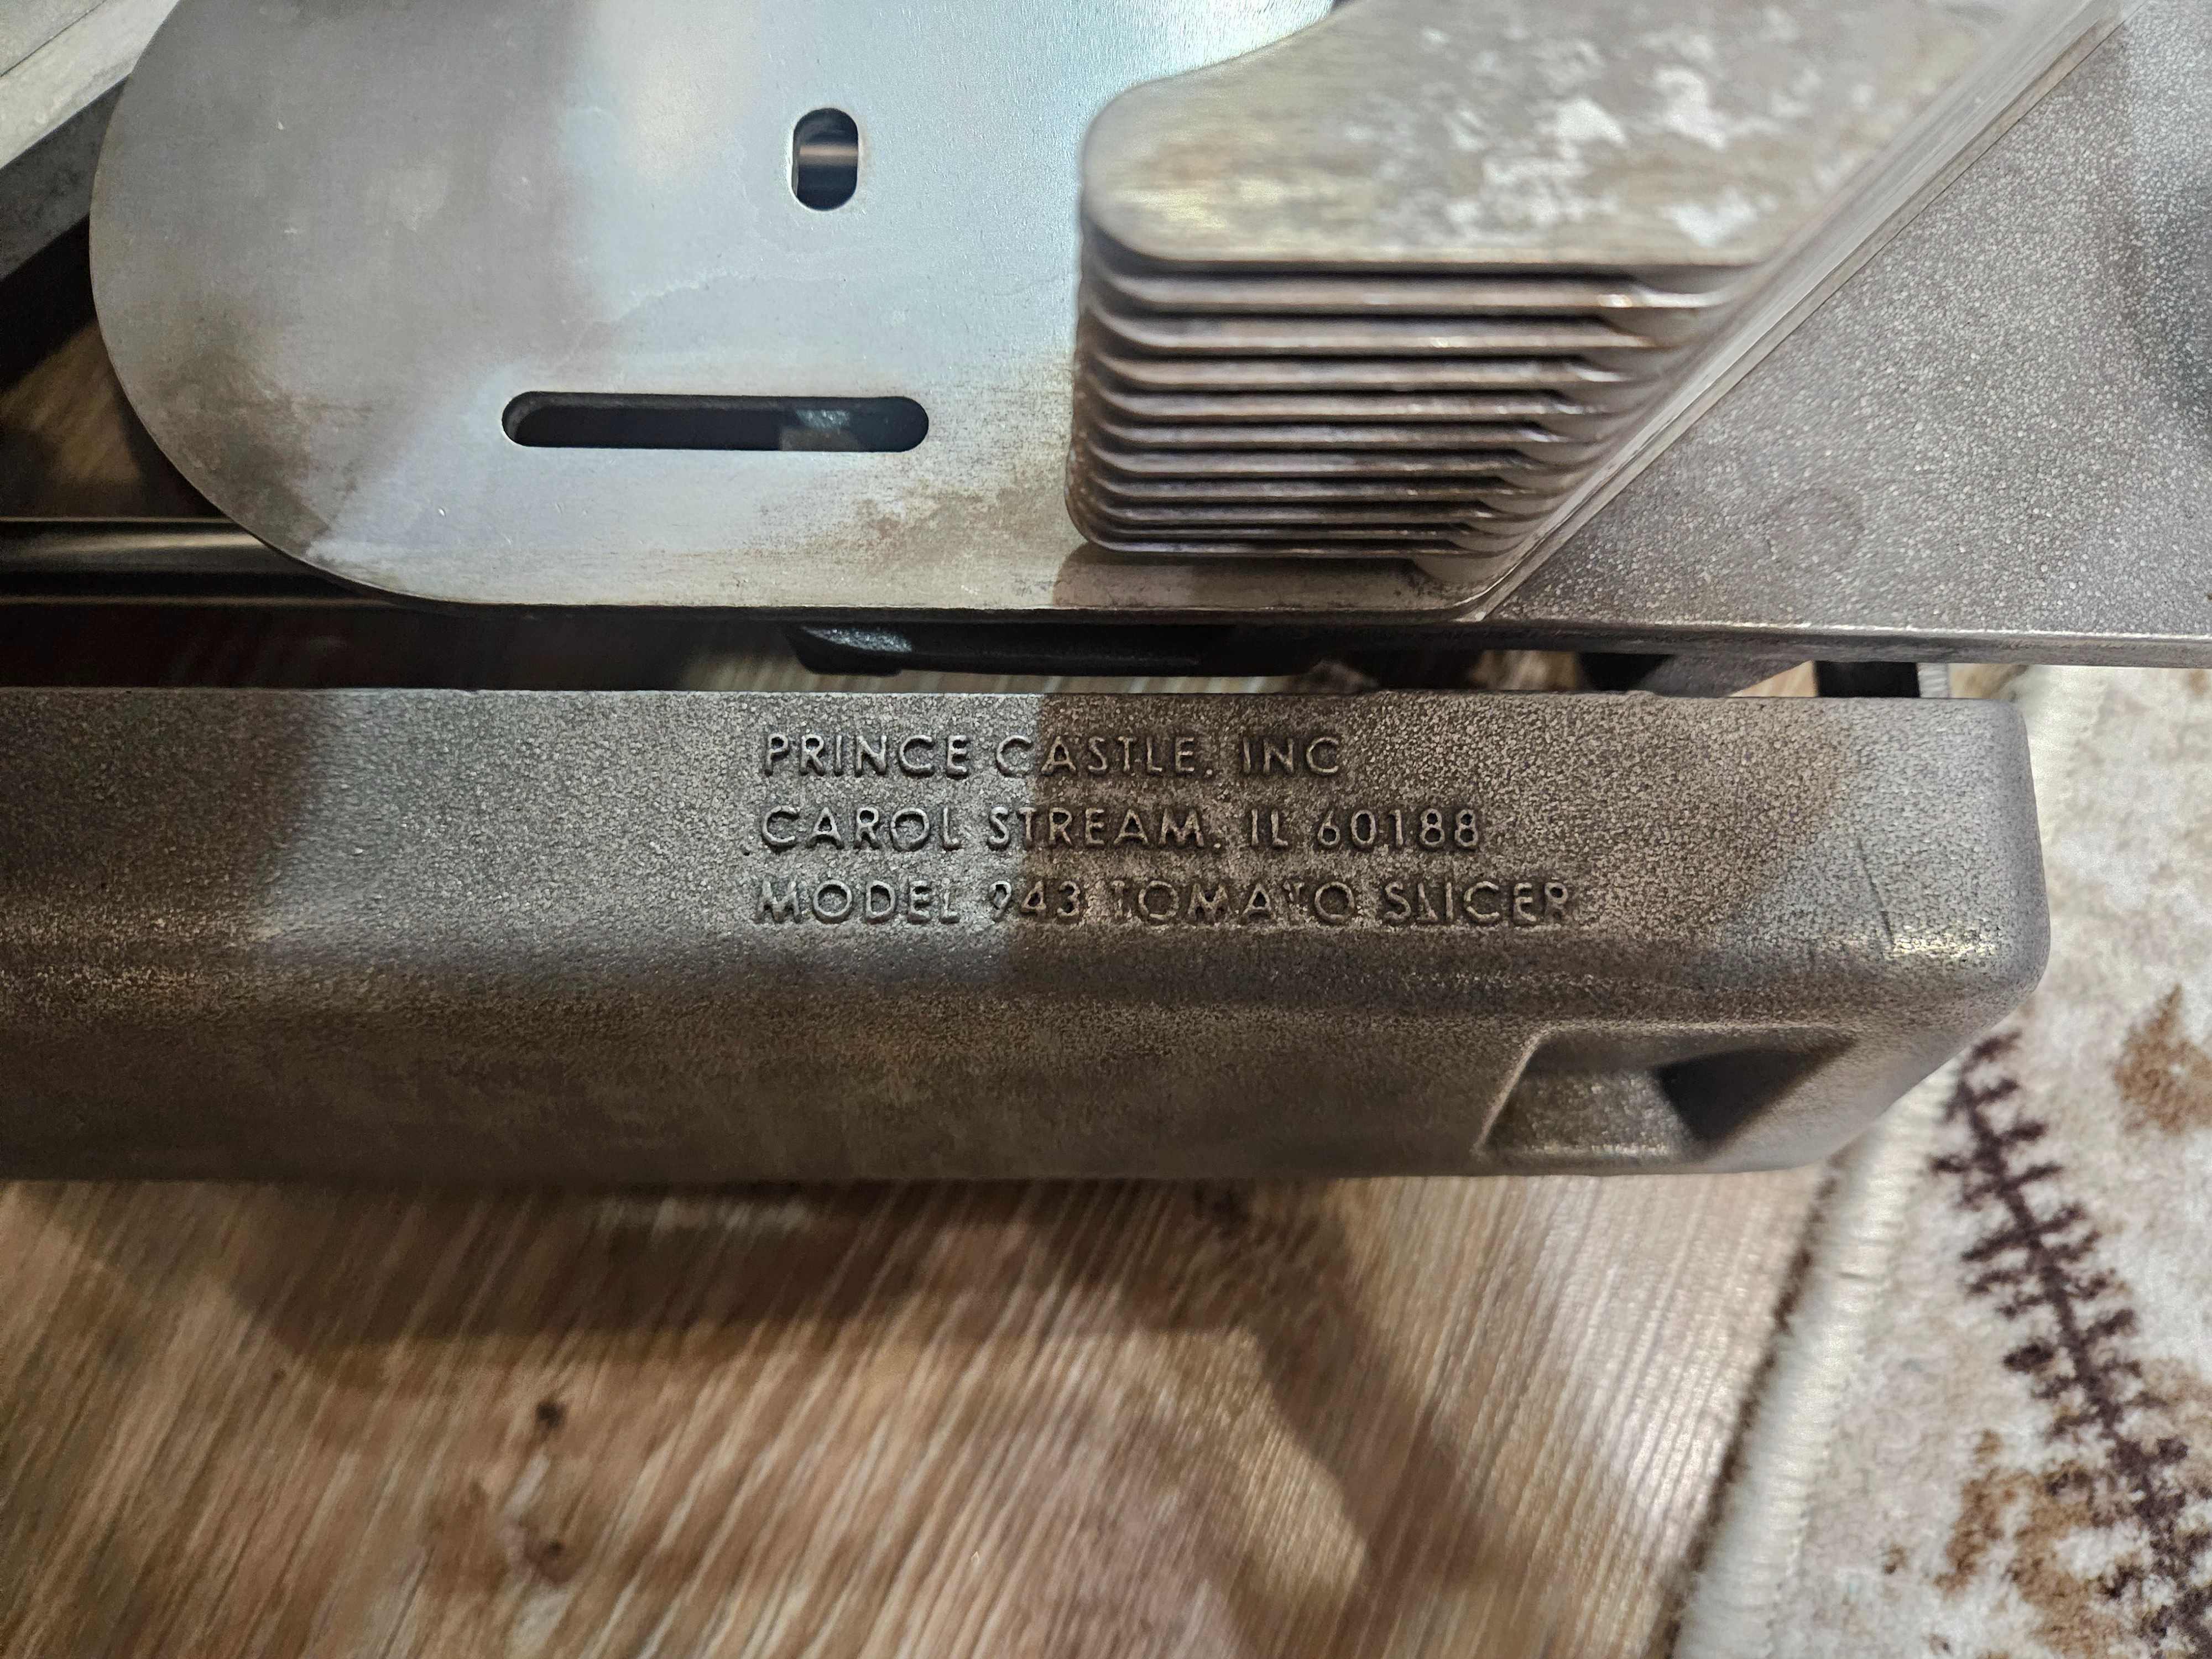 PRINCE CASTLE, INC
CAROL STREAM, IL 60188
MODEL 943 TOMATO SLICER